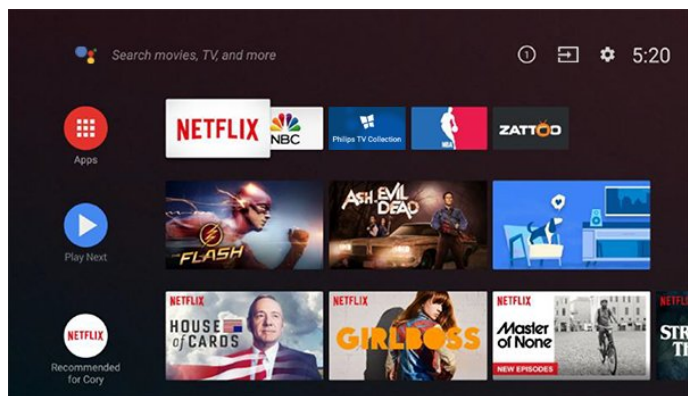 Search movies, TV, and more
1
5:20
Apps
NETFLIX
NBC
Philips TV Collection
NBA
ZATTOO
Play Next
FLASH
ASH vs EVIL
DEAD
NETFLIX
Recommended
for Cory
NETFLIX
HOUSE
of CARDS
NETFLIX
GIRLBOSS
NETFLIX
Master
of None
NEW EPISODES
NETFLIX
STR
TH